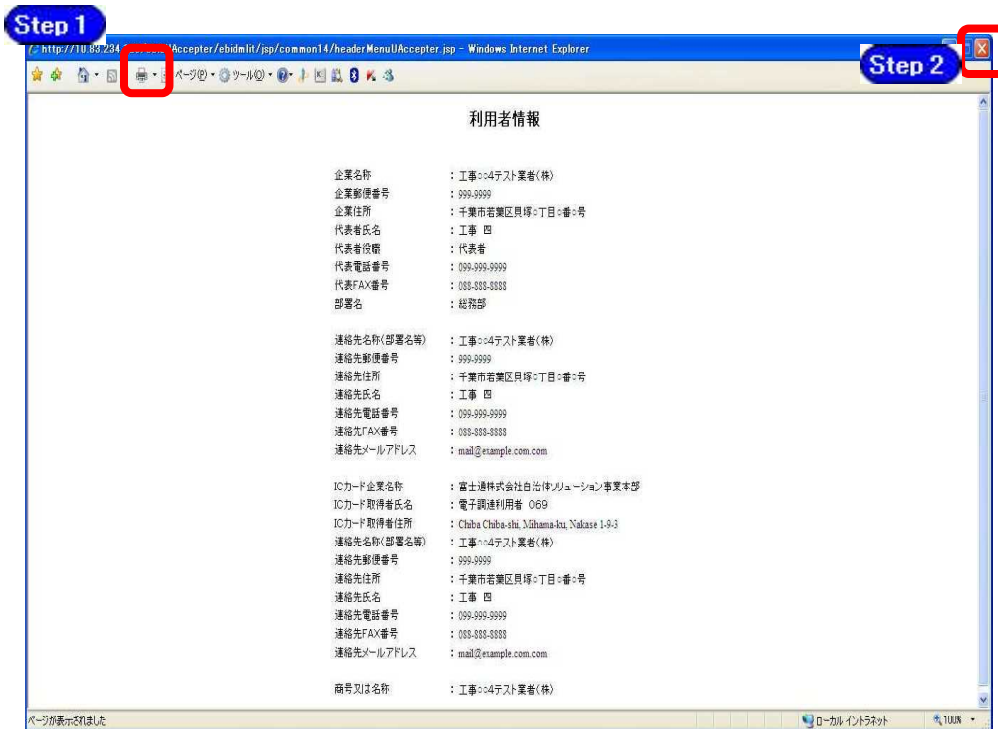 Step 1
http://10.83.234. Accepter/ebidmlit/jsp/common14/headerMenuUAccepter.jsp - Windows Internet Explorer
Step 2
ページ(P) ツール(O)
利用者情報
企業名称 : 工事○○4テスト業者(株)
企業郵便番号 : 999-9999
企業住所 : 千葉市若葉区貝塚○丁目○番○号
代表者氏名 : 工事 四
代表者役職 : 代表者
代表電話番号 : 099-999-9999
代表FAX番号 : 088-888-8888
部署名 : 総務部
連絡先名称(部署名等) : 工事○○4テスト業者(株)
連絡先郵便番号 : 999-9999
連絡先住所 : 千葉市若葉区貝塚○丁目○番○号
連絡先氏名 : 工事 四
連絡先電話番号 : 099-999-9999
連絡先FAX番号 : 088-888-8888
連絡先メールアドレス : mail@example.com.com
ICカード企業名称 : 富士通株式会社自治体ソリューション事業本部
ICカード取得者氏名 : 電子調達利用者 069
ICカード取得者住所 : Chiba Chiba-shi, Mihama-ku, Nakase 1-9-3
連絡先名称(部署名等) : 工事○○4テスト業者(株)
連絡先郵便番号 : 999-9999
連絡先住所 : 千葉市若葉区貝塚○丁目○番○号
連絡先氏名 : 工事 四
連絡先電話番号 : 099-999-9999
連絡先FAX番号 : 088-888-8888
連絡先メールアドレス : mail@example.com.com
商号又は名称 : 工事○○4テスト業者(株)
ページが表示されました ローカル イントラネット 100%